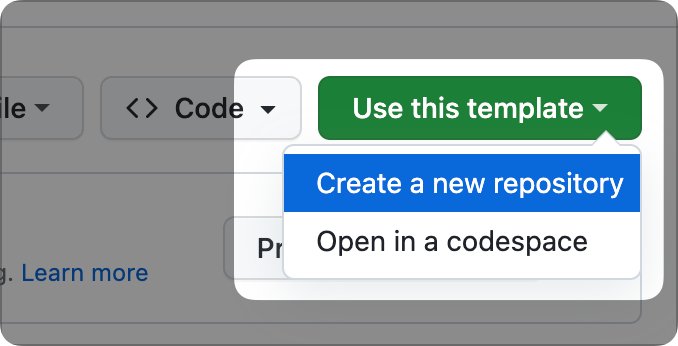 ile
<> Code
Use this template
Create a new repository
Open in a codespace
Pr
g. Learn more